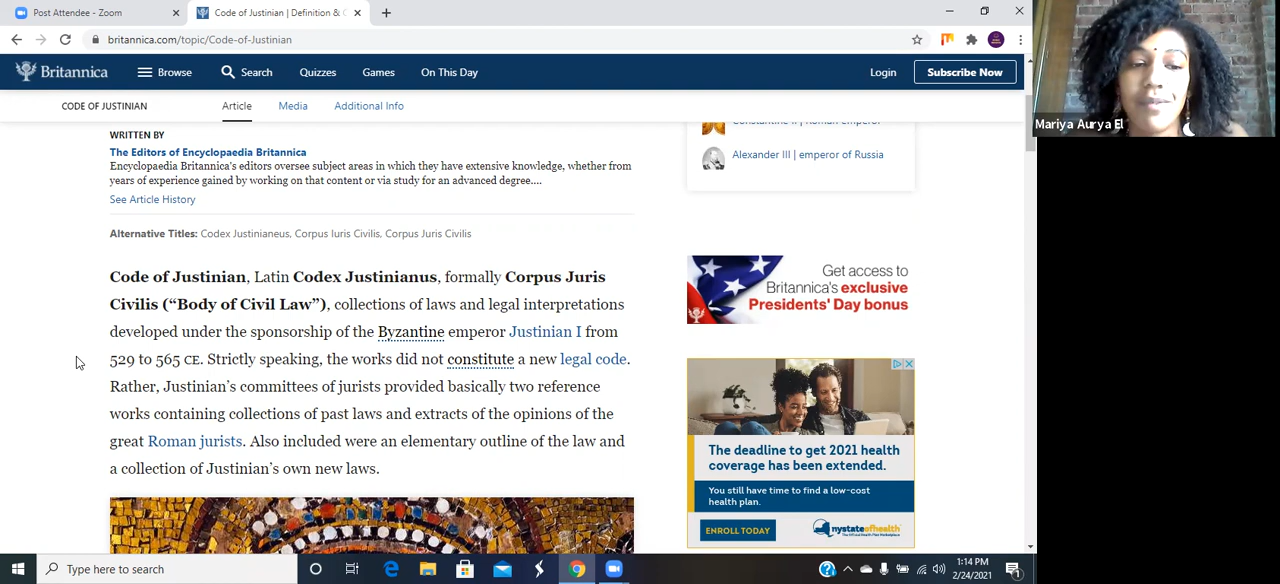 Post Attendee - Zoom
Code of Justinian | Definition &
britannica.com/topic/Code-of-Justinian
Britannica
Browse
Search
Quizzes
Games
On This Day
Login
Subscribe Now
CODE OF JUSTINIAN
Article
Media
Additional Info
Mariya Aurya El
WRITTEN BY
The Editors of Encyclopaedia Britannica
Encyclopaedia Britannica's editors oversee subject areas in which they have extensive knowledge, whether from
years of experience gained by working on that content or via study for an advanced degree....
See Article History
Constantine II | Roman emperor
Alexander III | emperor of Russia
Alternative Titles: Codex Justinianeus, Corpus Iuris Civilis, Corpus Juris Civilis
Code of Justinian, Latin Codex Justinianus, formally Corpus Juris
Civilis (“Body of Civil Law”), collections of laws and legal interpretations
developed under the sponsorship of the Byzantine emperor Justinian I from
529 to 565 CE. Strictly speaking, the works did not constitute a new legal code.
Rather, Justinian’s committees of jurists provided basically two reference
works containing collections of past laws and extracts of the opinions of the
great Roman jurists. Also included were an elementary outline of the law and
a collection of Justinian’s own new laws.
Get access to
Britannica's exclusive
Presidents' Day bonus
The deadline to get 2021 health
coverage has been extended.
You still have time to find a low-cost
health plan.
ENROLL TODAY
nystateofhealth
Type here to search
1:14 PM
2/24/2021